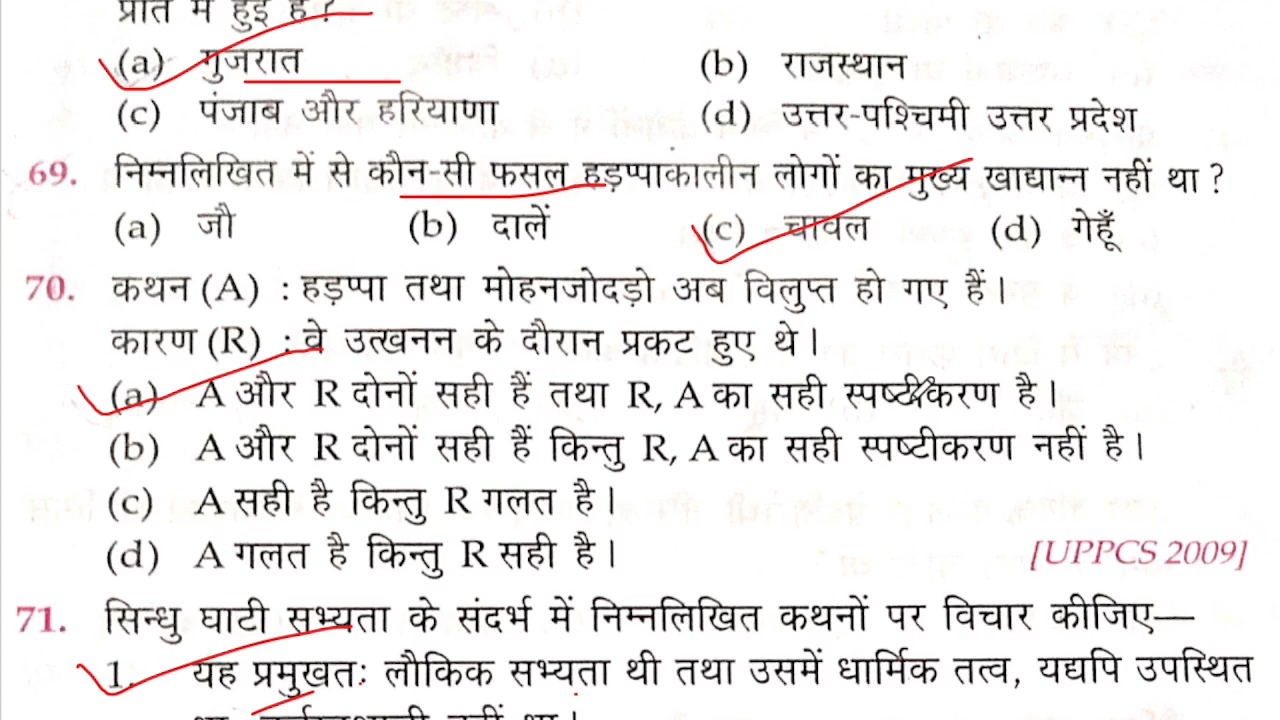 प्रांत में हुई है?
(a) गुजरात (b) राजस्थान
(c) पंजाब और हरियाणा (d) उत्तर-पश्चिमी उत्तर प्रदेश
69. निम्नलिखित में से कौन-सी फसल हड़प्पाकालीन लोगों का मुख्य खाद्यान्न नहीं था ?
(a) जौ (b) दालें (c) चावल (d) गेहूँ
70. कथन (A) : हड़प्पा तथा मोहनजोदड़ो अब विलुप्त हो गए हैं।
कारण (R) : वे उत्खनन के दौरान प्रकट हुए थे।
(a) A और R दोनों सही हैं तथा R, A का सही स्पष्टीकरण है।
(b) A और R दोनों सही हैं किन्तु R, A का सही स्पष्टीकरण नहीं है।
(c) A सही है किन्तु R गलत है।
(d) A गलत है किन्तु R सही है।
[UPPCS 2009]
71. सिन्धु घाटी सभ्यता के संदर्भ में निम्नलिखित कथनों पर विचार कीजिए—
1. यह प्रमुखतः लौकिक सभ्यता थी तथा उसमें धार्मिक तत्व, यद्यपि उपस्थित